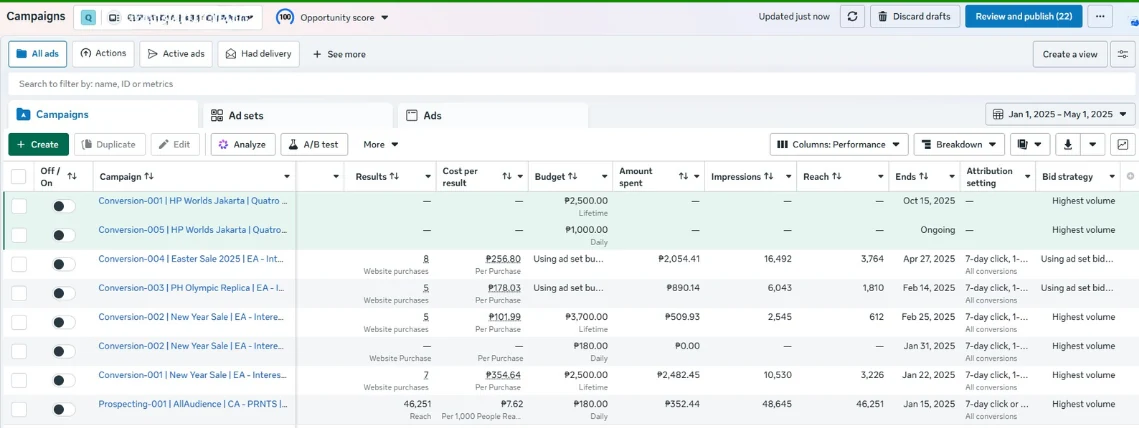 Campaigns
Q
100 Opportunity score
Updated just now
Discard drafts
Review and publish (22)
All ads
Actions
Active ads
Had delivery
+ See more
Create a view
Search to filter by: name, ID or metrics
Campaigns
Ad sets
Ads
Jan 1, 2025 – May 1, 2025
+ Create
Duplicate
Edit
Analyze
A/B test
More
Columns: Performance
Breakdown
Off / On
Campaign
Results
Cost per result
Budget
Amount spent
Impressions
Reach
Ends
Attribution setting
Bid strategy
Conversion-001 | HP Worlds Jakarta | Quatro ... — — ₱2,500.00 — — — Oct 15, 2025 — Highest volume
Lifetime
Conversion-005 | HP Worlds Jakarta | Quatro... — — ₱1,000.00 — — — Ongoing — Highest volume
Daily
Conversion-004 | Easter Sale 2025 | EA - Int... 8 ₱256.80 Using ad set bu... ₱2,054.41 16,492 3,764 Apr 27, 2025 7-day click, 1-... Using ad set bid...
Website purchases Per Purchase All conversions
Conversion-003 | PH Olympic Replica | EA - I... 5 ₱178.03 Using ad set bu... ₱890.14 6,043 1,810 Feb 14, 2025 7-day click, 1-... Using ad set bid...
Website purchases Per Purchase All conversions
Conversion-002 | New Year Sale | EA - Intere... 5 ₱101.99 ₱3,700.00 ₱509.93 2,545 612 Feb 25, 2025 7-day click, 1-... Highest volume
Website purchases Per Purchase Lifetime All conversions
Conversion-002 | New Year Sale | EA - Intere... — — ₱180.00 ₱0.00 — — Jan 31, 2025 7-day click, 1-... Highest volume
Website Purchase Per Purchase Daily All conversions
Conversion-001 | New Year Sale | EA - Interes... 7 ₱354.64 ₱2,500.00 ₱2,482.45 10,530 3,226 Jan 22, 2025 7-day click, 1-... Highest volume
Website purchases Per Purchase Lifetime All conversions
Prospecting-001 | AllAudience | CA - PRNTS |... 46,251 ₱7.62 ₱180.00 ₱352.44 48,645 46,251 Jan 15, 2025 7-day click or ... Highest volume
Reach Per 1,000 People Rea... Daily All conversions